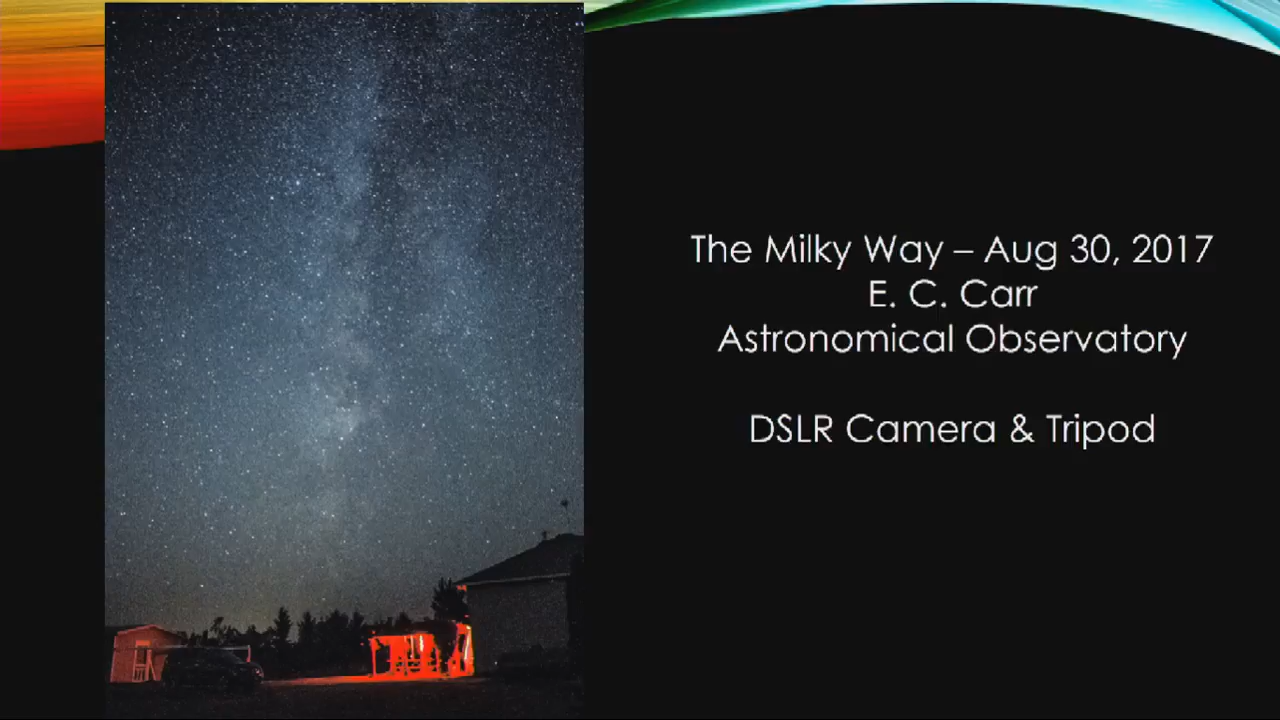 The Milky Way – Aug 30, 2017
E. C. Carr
Astronomical Observatory
DSLR Camera & Tripod